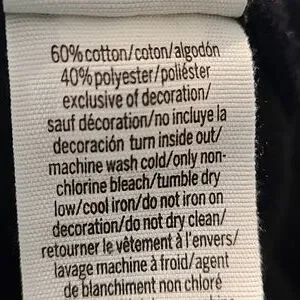 60% cotton/coton/algodón
40% polyester/poliéster
exclusive of decoration/
sauf décoration/no incluye la
decoración turn inside out/
machine wash cold/only non-
chlorine bleach/tumble dry
low/cool iron/do not iron on
decoration/do not dry clean/
retourner le vêtement à l'envers/
lavage machine à froid/agent
de blanchiment non chloré